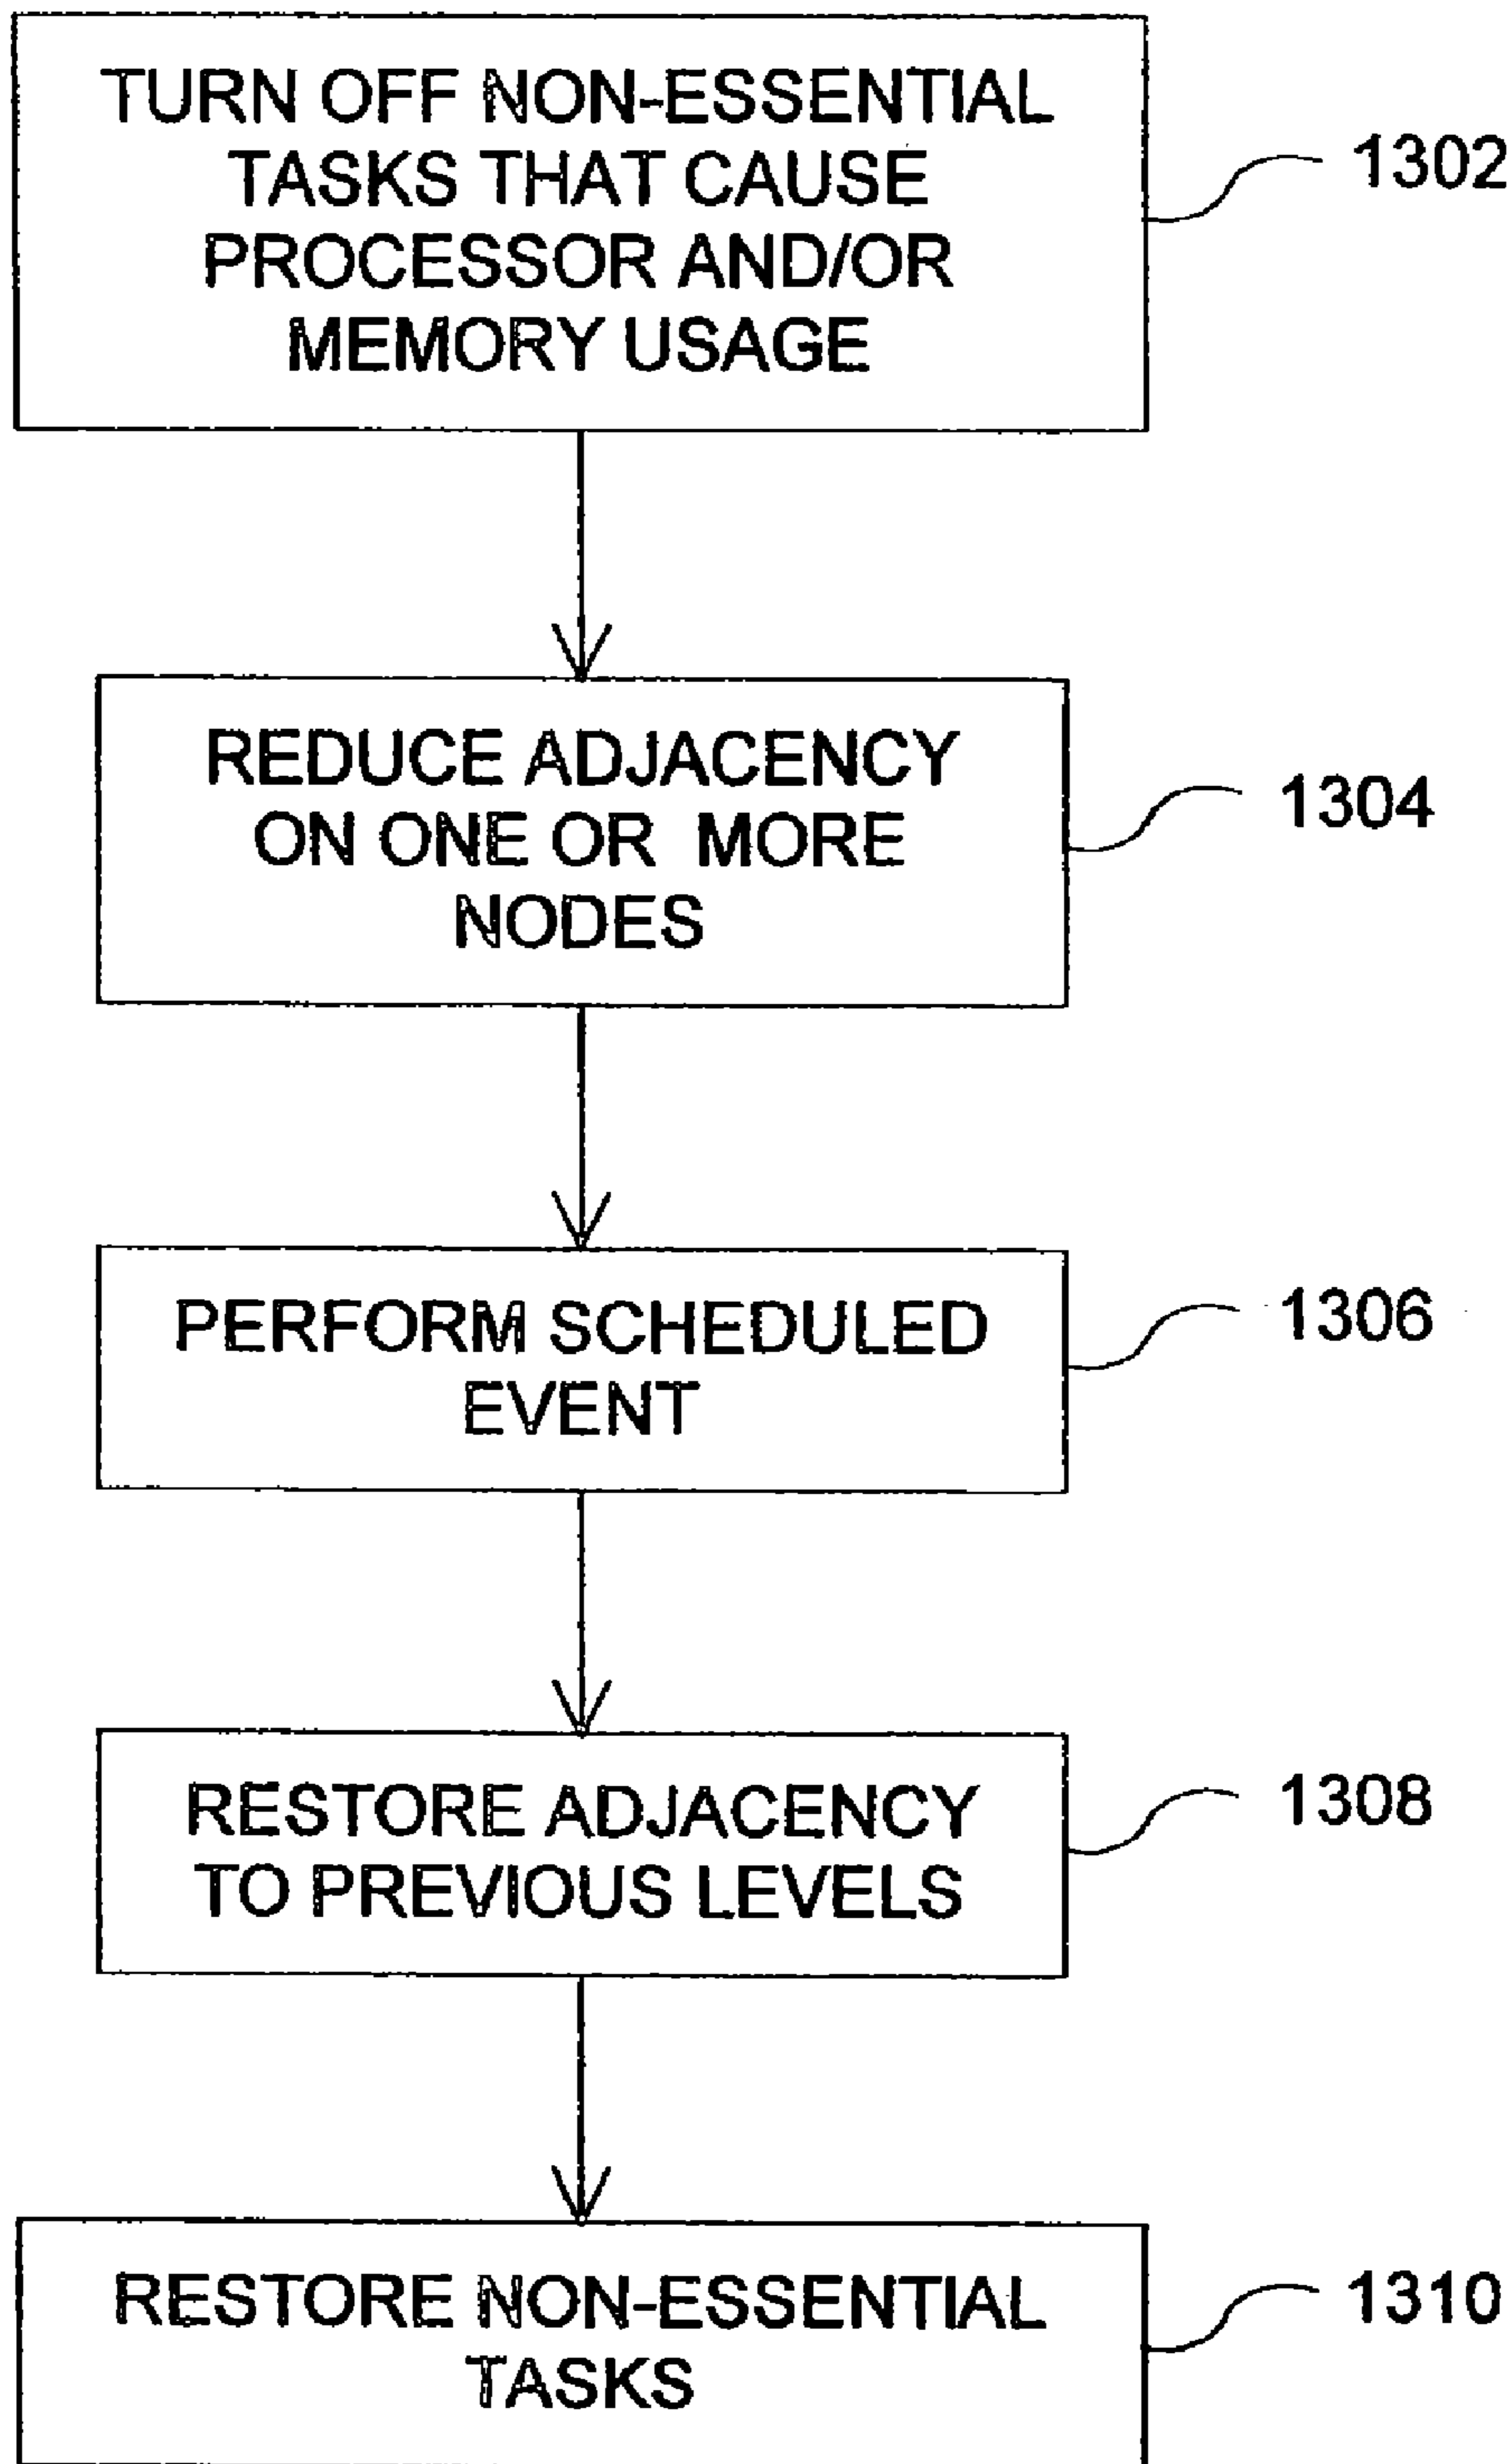 TURN OFF NON-ESSENTIAL
TASKS THAT CAUSE
PROCESSOR AND/OR
MEMORY USAGE
1302
REDUCE ADJACENCY
ON ONE OR MORE
NODES
1304
PERFORM SCHEDULED
EVENT
1306
RESTORE ADJACENCY
TO PREVIOUS LEVELS
1308
RESTORE NON-ESSENTIAL
TASKS
1310